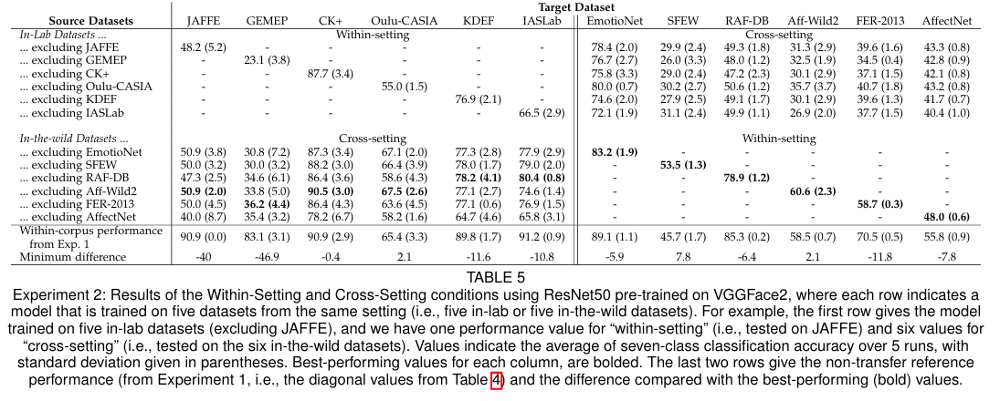 Target Dataset
Source Datasets JAFFE GEMEP CK+ Oulu-CASIA KDEF IASLab EmotioNet SFEW RAF-DB Aff-Wild2 FER-2013 AffectNet
In-Lab Datasets ... Within-setting Cross-setting
... excluding JAFFE 48.2 (5.2) - - - - - 78.4 (2.0) 29.9 (2.4) 49.3 (1.8) 31.3 (2.9) 39.6 (1.6) 43.3 (0.8)
... excluding GEMEP - 23.1 (3.8) - - - - 76.7 (2.7) 26.0 (3.3) 48.0 (1.2) 32.5 (1.9) 34.5 (0.4) 42.8 (0.9)
... excluding CK+ - - 87.7 (3.4) - - - 75.8 (3.3) 29.0 (2.4) 47.2 (2.3) 30.1 (2.9) 37.1 (1.5) 42.1 (0.8)
... excluding Oulu-CASIA - - - 55.0 (1.5) - - 80.0 (0.7) 30.2 (2.7) 50.6 (1.2) 35.7 (3.7) 40.7 (1.8) 43.2 (0.8)
... excluding KDEF - - - - 76.9 (2.1) - 74.6 (2.0) 27.9 (2.5) 49.1 (1.7) 30.1 (2.9) 39.6 (1.3) 41.7 (0.7)
... excluding IASLab - - - - - 66.5 (2.9) 72.1 (1.9) 31.1 (2.4) 49.9 (1.1) 26.9 (2.0) 37.7 (1.5) 40.4 (1.0)
In-the-wild Datasets ... Cross-setting Within-setting
... excluding EmotioNet 50.9 (3.8) 30.8 (7.2) 87.3 (3.4) 67.1 (2.0) 77.3 (2.8) 77.9 (2.9) 83.2 (1.9) - - - - -
... excluding SFEW 50.0 (3.2) 30.0 (3.2) 88.2 (3.0) 66.4 (3.9) 78.0 (1.7) 79.0 (2.0) - 53.5 (1.3) - - - -
... excluding RAF-DB 47.3 (2.5) 34.6 (6.1) 86.4 (3.6) 58.6 (4.3) 78.2 (4.1) 80.4 (0.8) - - 78.9 (1.2) - - -
... excluding Aff-Wild2 50.9 (2.0) 33.8 (5.0) 90.5 (3.0) 67.5 (2.6) 77.1 (2.7) 74.6 (1.4) - - - 60.6 (2.3) - -
... excluding FER-2013 50.0 (4.5) 36.2 (4.4) 86.4 (4.3) 63.6 (4.5) 77.1 (0.6) 76.9 (1.5) - - - - 58.7 (0.3) -
... excluding AffectNet 40.0 (8.7) 35.4 (3.2) 78.2 (6.7) 58.2 (1.6) 64.7 (4.6) 65.8 (3.1) - - - - - 48.0 (0.6)
Within-corpus performance
from Exp. 1 90.9 (0.0) 83.1 (3.1) 90.9 (2.9) 65.4 (3.3) 89.8 (1.7) 91.2 (0.9) 89.1 (1.1) 45.7 (1.7) 85.3 (0.2) 58.5 (0.7) 70.5 (0.5) 55.8 (0.9)
Minimum difference -40 -46.9 -0.4 2.1 -11.6 -10.8 -5.9 7.8 -6.4 2.1 -11.8 -7.8
TABLE 5
Experiment 2: Results of the Within-Setting and Cross-Setting conditions using ResNet50 pre-trained on VGGFace2, where each row indicates a
model that is trained on five datasets from the same setting (i.e., five in-lab or five in-the-wild datasets). For example, the first row gives the model
trained on five in-lab datasets (excluding JAFFE), and we have one performance value for “within-setting” (i.e., tested on JAFFE) and six values for
“cross-setting” (i.e., tested on the six in-the-wild datasets). Values indicate the average of seven-class classification accuracy over 5 runs, with
standard deviation given in parentheses. Best-performing values for each column, are bolded. The last two rows give the non-transfer reference
performance (from Experiment 1, i.e., the diagonal values from Table 4) and the difference compared with the best-performing (bold) values.